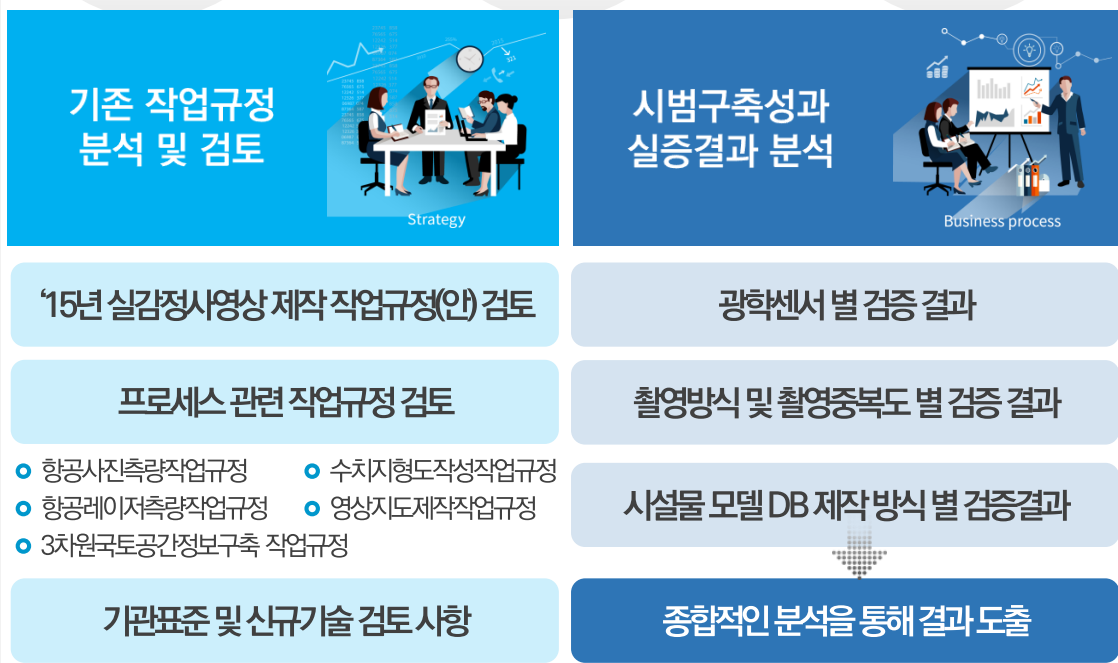 기존 작업규정
분석 및 검토
Strategy
‘15년 실감정사영상 제작 작업규정(안) 검토
프로세스 관련 작업규정 검토
항공사진측량작업규정
수치지형도작성작업규정
항공레이저측량작업규정
영상지도제작작업규정
3차원국토공간정보구축 작업규정
기관표준 및 신규기술 검토 사항
시범구축성과
실증결과 분석
Business process
광학센서 별 검증 결과
촬영방식 및 촬영중복도 별 검증 결과
시설물 모델 DB 제작 방식 별 검증결과
종합적인 분석을 통해 결과 도출